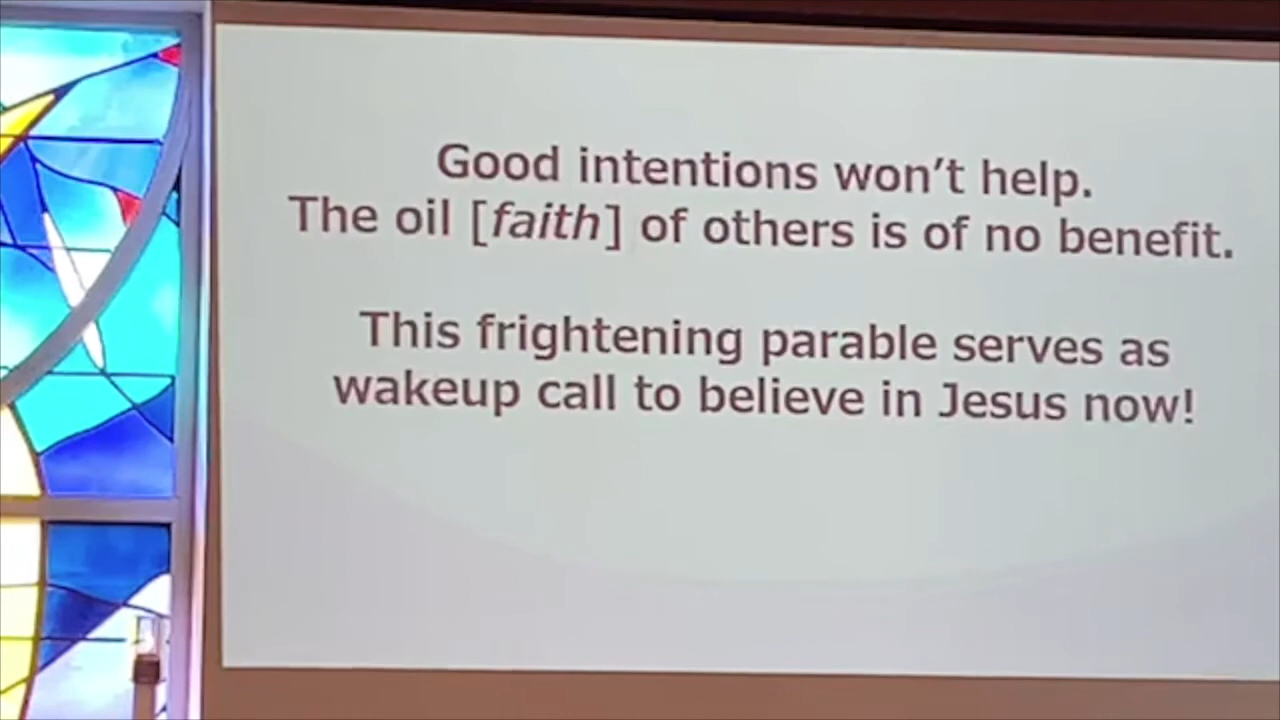 Good intentions won’t help.
The oil [faith] of others is of no benefit.
This frightening parable serves as
wakeup call to believe in Jesus now!